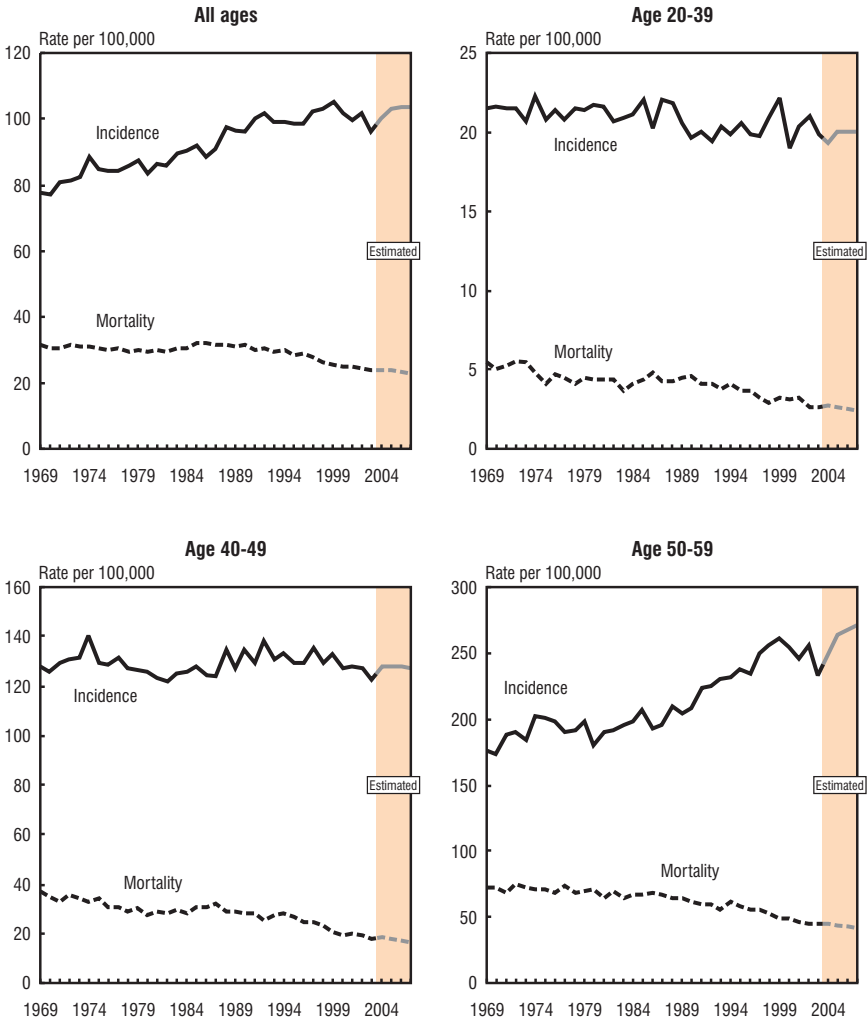 All ages
Rate per 100,000
120
100
80
60
40
20
0
Incidence
Mortality
Estimated
1969 1974 1979 1984 1989 1994 1999 2004
Age 20-39
Rate per 100,000
25
20
15
10
5
0
Incidence
Mortality
Estimated
1969 1974 1979 1984 1989 1994 1999 2004
Age 40-49
Rate per 100,000
160
140
120
100
80
60
40
20
0
Incidence
Mortality
Estimated
1969 1974 1979 1984 1989 1994 1999 2004
Age 50-59
Rate per 100,000
300
250
200
150
100
50
0
Incidence
Mortality
Estimated
1969 1974 1979 1984 1989 1994 1999 2004